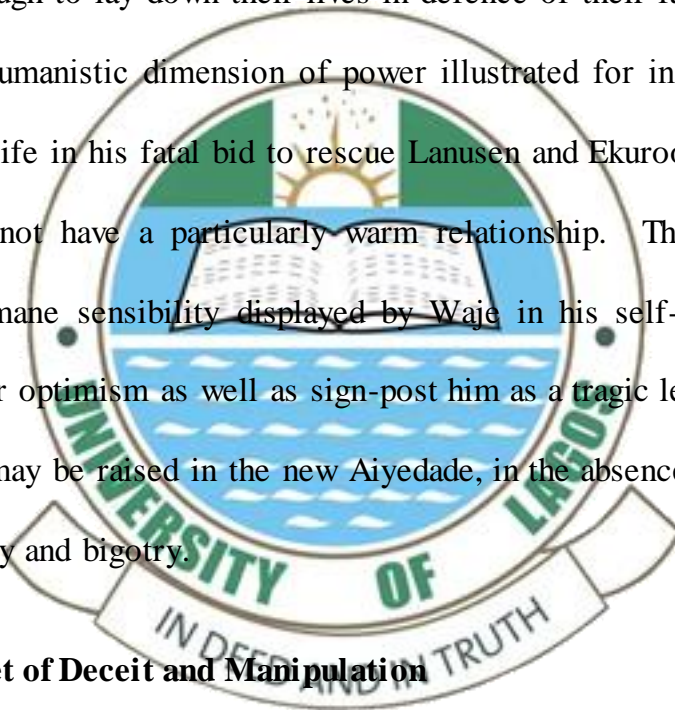 ugh to lay down their lives in defence of their
umanistic dimension of power illustrated for in
ife in his fatal bid to rescue Lanusen and Ekuroo
not have a particularly warm relationship. Th
mane sensibility displayed by Waje in his self-
r optimism as well as sign-post him as a tragic le
may be raised in the new Aiyedade, in the absence
y and bigotry.
et of Deceit and Manipulation
UNIVERSITY OF LAGOS
IN DEED AND IN TRUTH